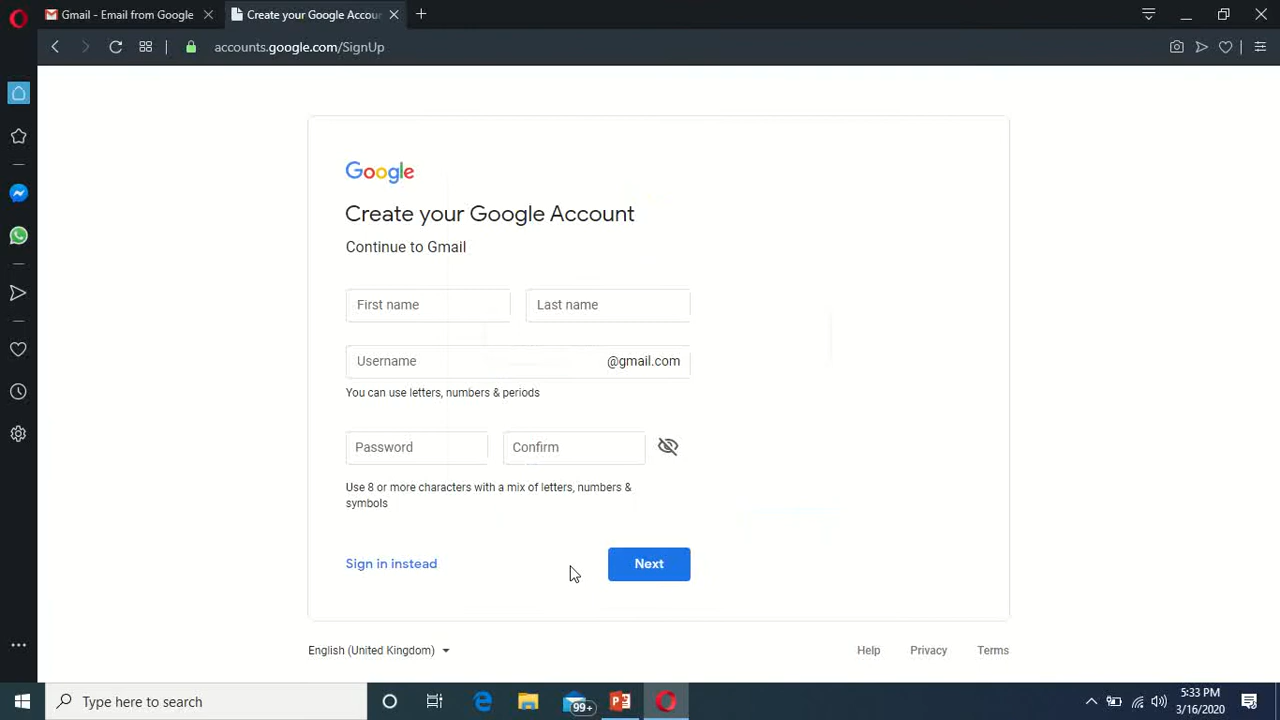 Gmail - Email from Google
Create your Google Accou
accounts.google.com/SignUp
Google
Create your Google Account
Continue to Gmail
First name
Last name
Username
@gmail.com
You can use letters, numbers & periods
Password
Confirm
Use 8 or more characters with a mix of letters, numbers &
symbols
Sign in instead
Next
English (United Kingdom)
Help
Privacy
Terms
Type here to search
99+
5:33 PM
3/16/2020